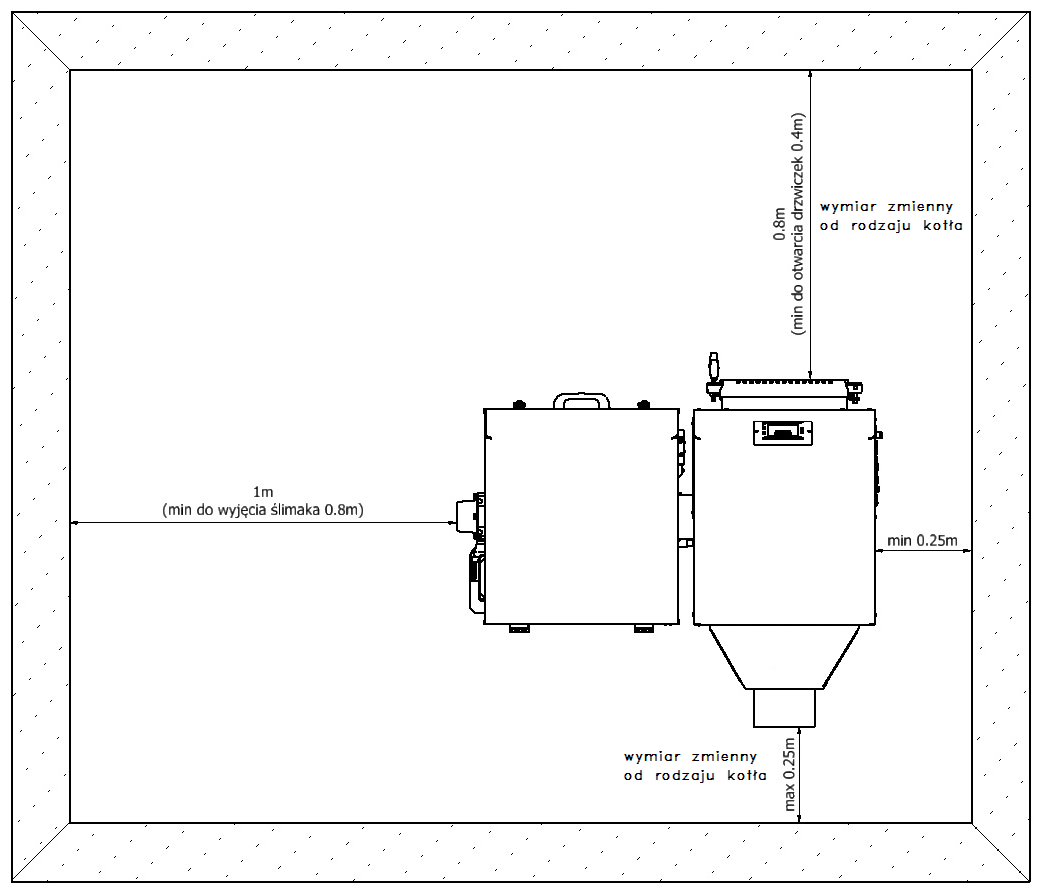 0.8m
(min do otwarcia drzwiczek 0.4m)
wymiar zmienny
od rodzaju kotła
1m
(min do wyjęcia ślimaka 0.8m)
min 0.25m
wymiar zmienny
od rodzaju kotła
max 0.25m